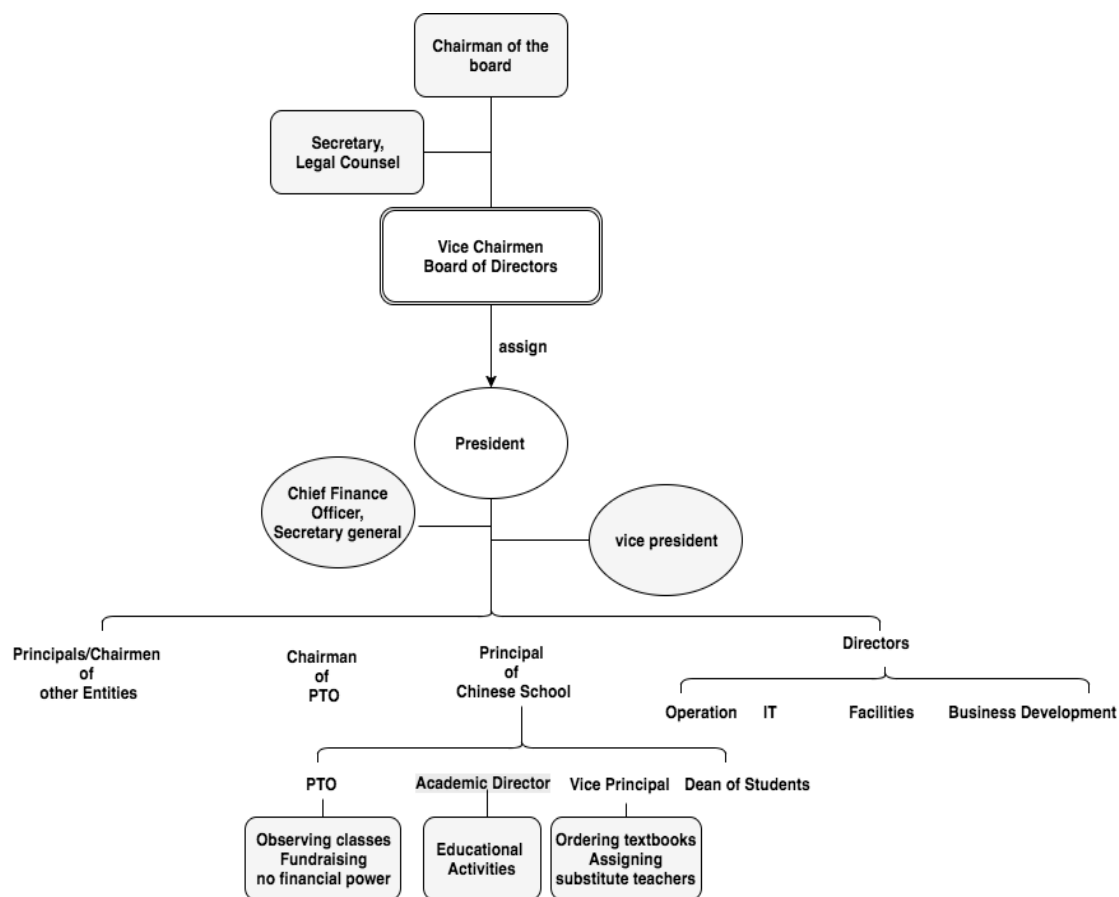 Chairman of the
board
Secretary,
Legal Counsel
Vice Chairmen
Board of Directors
assign
President
Chief Finance
Officer,
Secretary general
vice president
Principals/Chairmen
of
other Entities
Chairman
of
PTO
Principal
of
Chinese School
Directors
Operation
IT
Facilities
Business Development
PTO
Academic Director
Vice Principal
Dean of Students
Observing classes
Fundraising
no financial power
Educational
Activities
Ordering textbooks
Assigning
substitute teachers